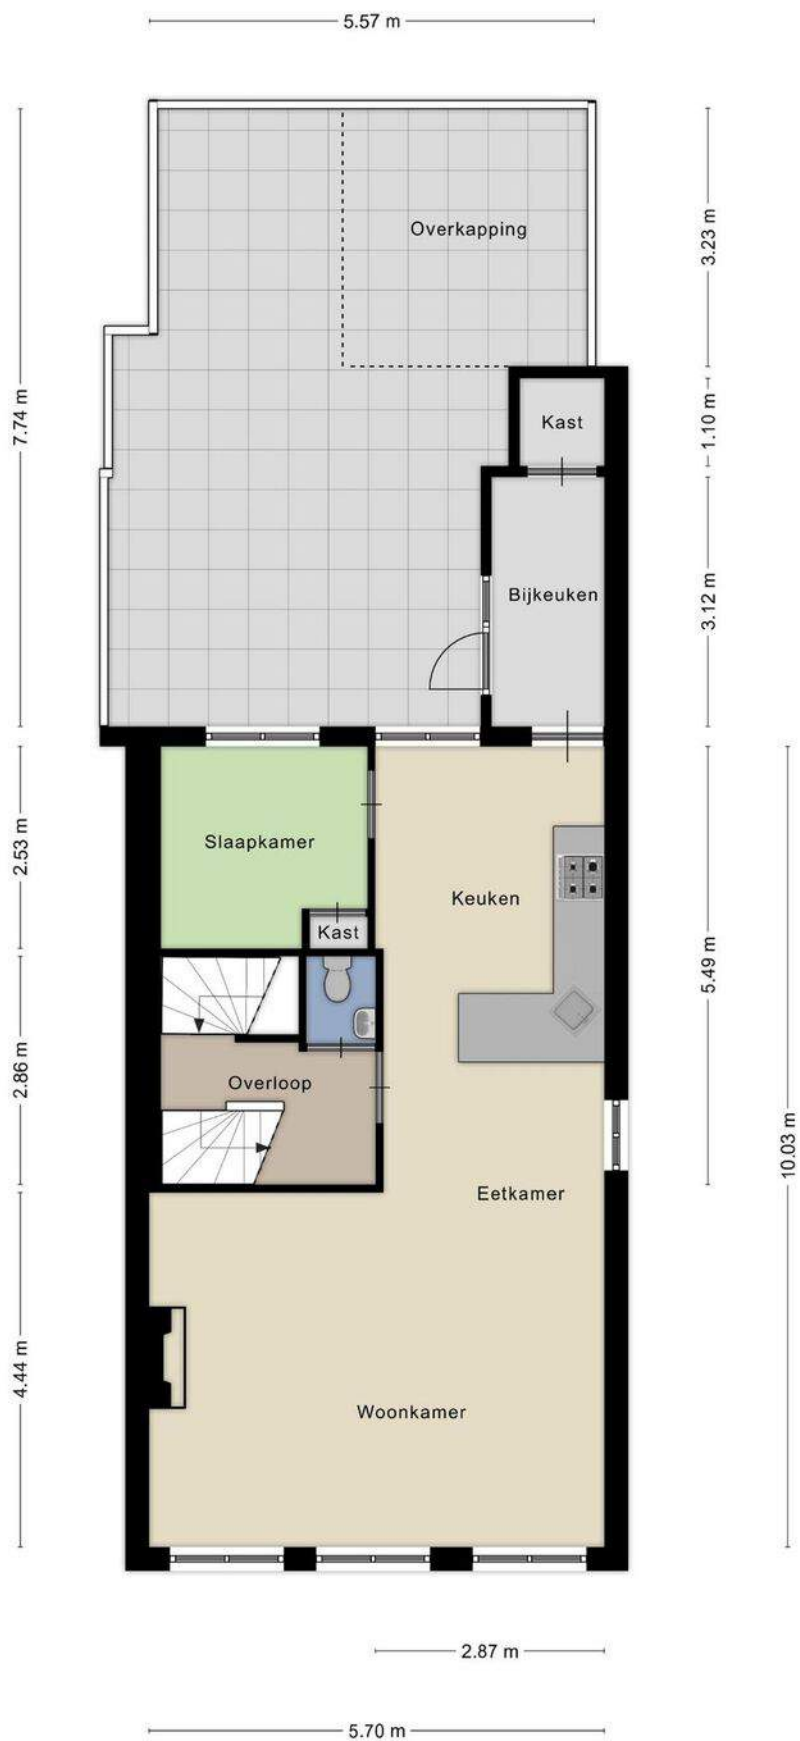 5.57 m
Overkapping
3.23 m
7.74 m
Kast
1.10 m
Bijkeuken
3.12 m
Slaapkamer
2.53 m
Keuken
Kast
5.49 m
2.86 m
Overloop
10.03 m
Eetkamer
4.44 m
Woonkamer
2.87 m
5.70 m